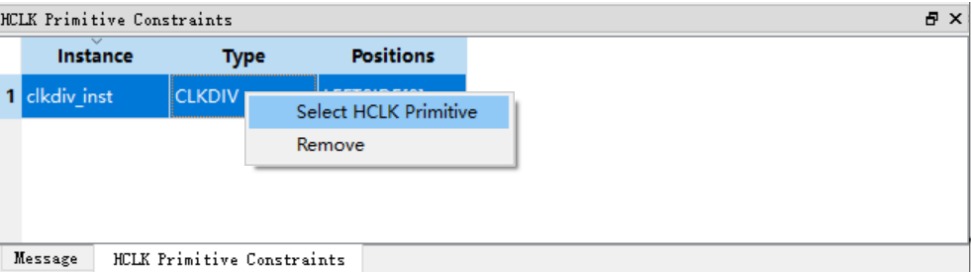 HCLK Primitive Constraints
Instance Type Positions
1 clkdiv_inst CLKDIV
Select HCLK Primitive
Remove
Message HCLK Primitive Constraints